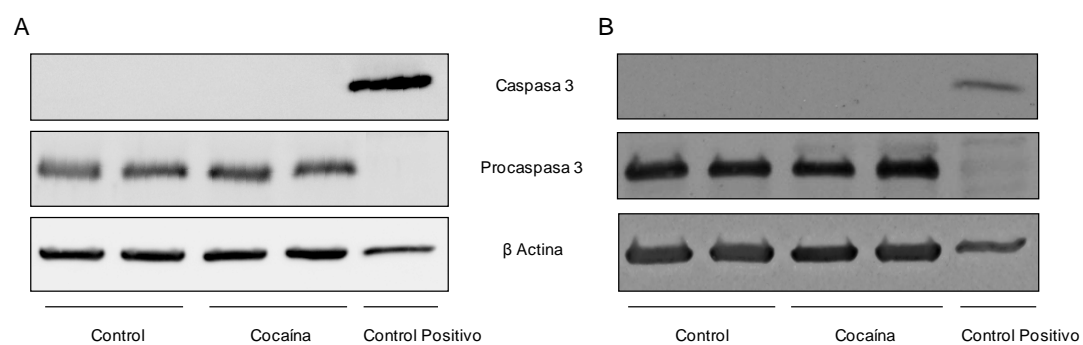 A
B
Caspasa 3
Procaspasa 3
β Actina
Control
Cocaína
Control Positivo
Control
Cocaína
Control Positivo